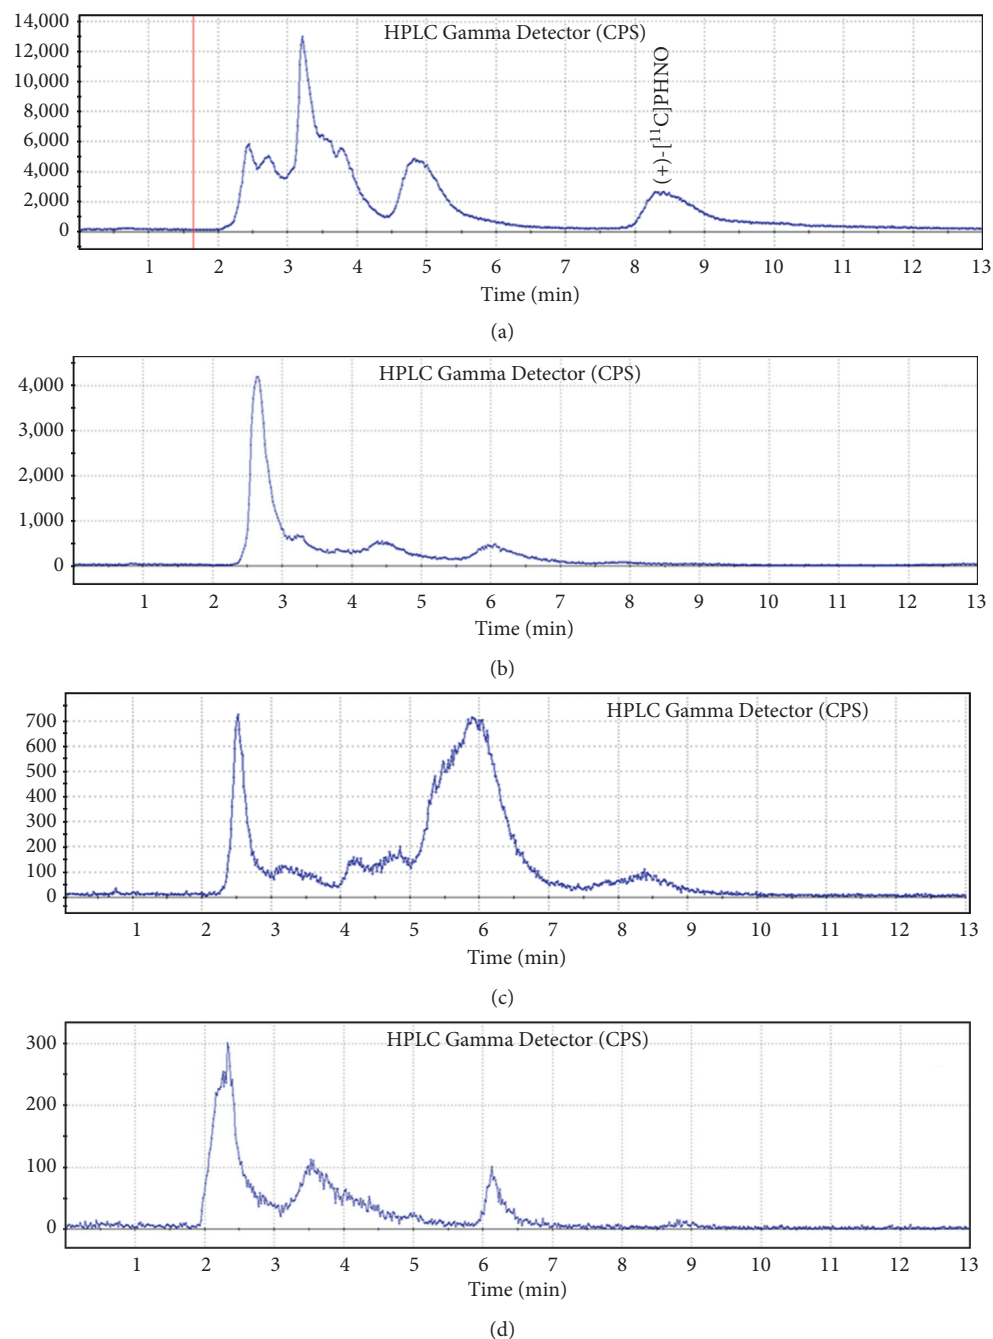 HPLC Gamma Detector (CPS)
14,000
12,000
10,000
8,000
6,000
4,000
2,000
0
(+)-[¹¹C]PHNO
1 2 3 4 5 6 7 8 9 10 11 12 13
Time (min)
(a)
HPLC Gamma Detector (CPS)
4,000
3,000
2,000
1,000
0
1 2 3 4 5 6 7 8 9 10 11 12 13
Time (min)
(b)
HPLC Gamma Detector (CPS)
700
600
500
400
300
200
100
0
1 2 3 4 5 6 7 8 9 10 11 12 13
Time (min)
(c)
HPLC Gamma Detector (CPS)
300
200
100
0
1 2 3 4 5 6 7 8 9 10 11 12 13
Time (min)
(d)